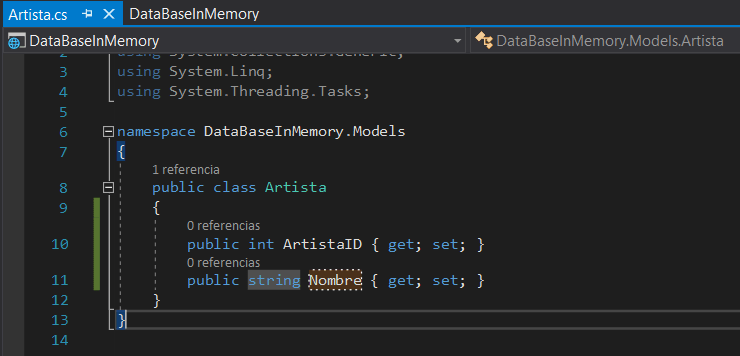 Artista.cs DataBaseInMemory
DataBaseInMemory DataBaseInMemory.Models.Artista
2 using System.Collections.Generic;
3 using System.Linq;
4 using System.Threading.Tasks;
5
6 namespace DataBaseInMemory.Models
7 {
1 referencia
8 public class Artista
9 {
0 referencias
10 public int ArtistaID { get; set; }
0 referencias
11 public string Nombre { get; set; }
12 }
13 }
14